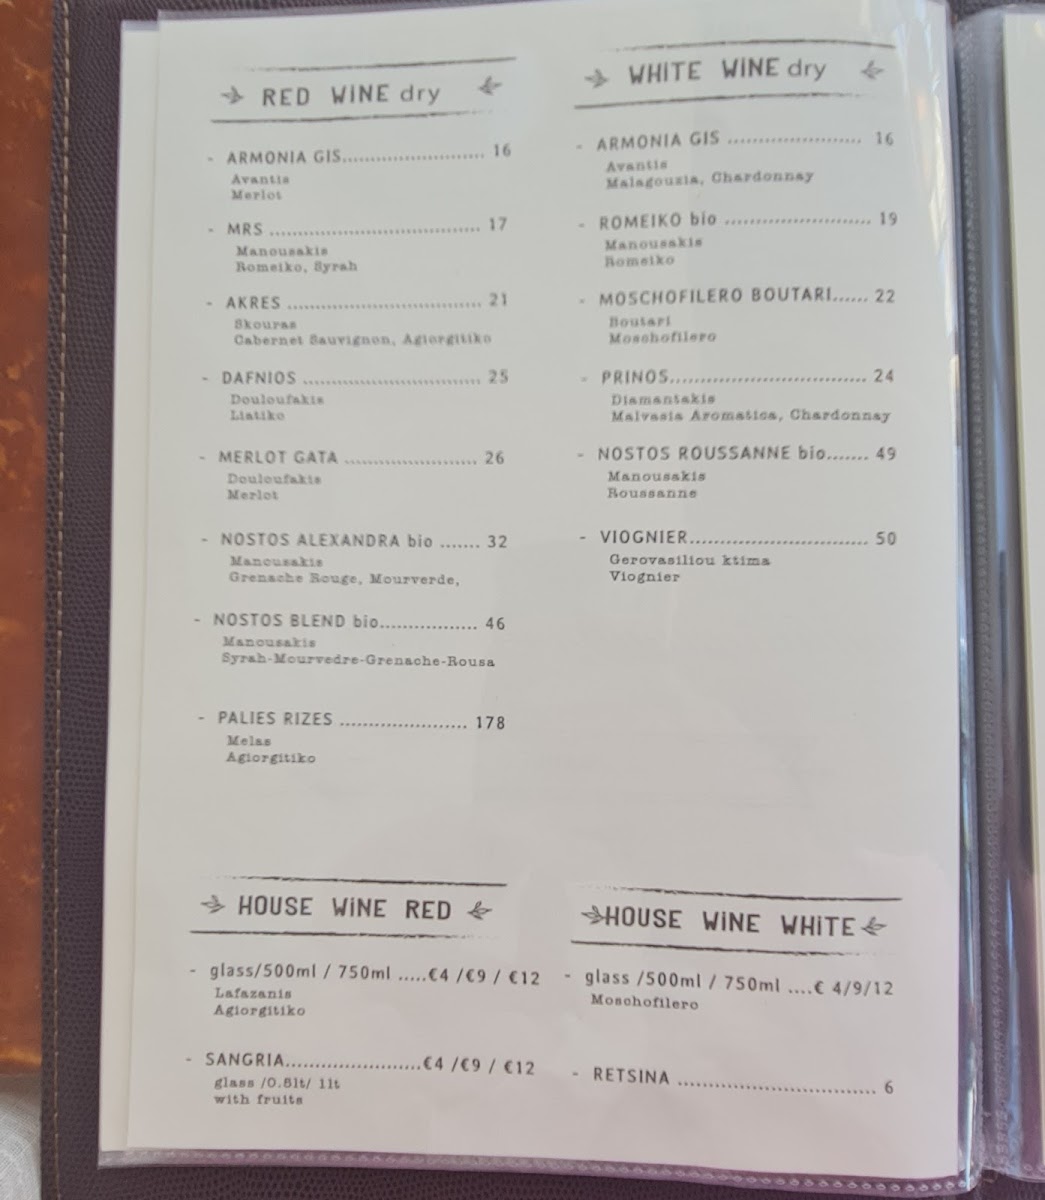 RED WINE dry
- ARMONIA GIS........................ 16
Avantis
Merlot
- MRS .................................... 17
Manousakis
Romeiko, Syrah
- AKRES ................................. 21
Skouras
Cabernet Sauvignon, Agiorgitiko
- DAFNIOS .............................. 25
Douloufakis
Liatiko
- MERLOT GATA ....................... 26
Douloufakis
Merlot
- NOSTOS ALEXANDRA bio ....... 32
Manousakis
Grenache Rouge, Mourverde,
- NOSTOS BLEND bio................. 46
Manousakis
Syrah-Mourvedre-Grenache-Rousa
- PALIES RIZES ...................... 178
Melas
Agiorgitiko
WHITE WINE dry
- ARMONIA GIS ....................... 16
Avantis
Malagouzia, Chardonnay
- ROMEIKO bio ......................... 19
Manousakis
Romeiko
- MOSCHOFILERO BOUTARI...... 22
Boutari
Moschofilero
- PRINOS.................................. 24
Diamantakis
Malvasia Aromatica, Chardonnay
- NOSTOS ROUSSANNE bio....... 49
Manousakis
Roussanne
- VIOGNIER............................... 50
Gerovasiliou ktima
Viognier
HOUSE WINE RED
- glass/500ml / 750ml .....€4 /€9 / €12
Lafazanis
Agiorgitiko
- SANGRIA.......................€4 /€9 / €12
glass /0.5lt/ 1lt
with fruits
HOUSE WINE WHITE
- glass /500ml / 750ml ....€ 4/9/12
Moschofilero
- RETSINA .................................. 6